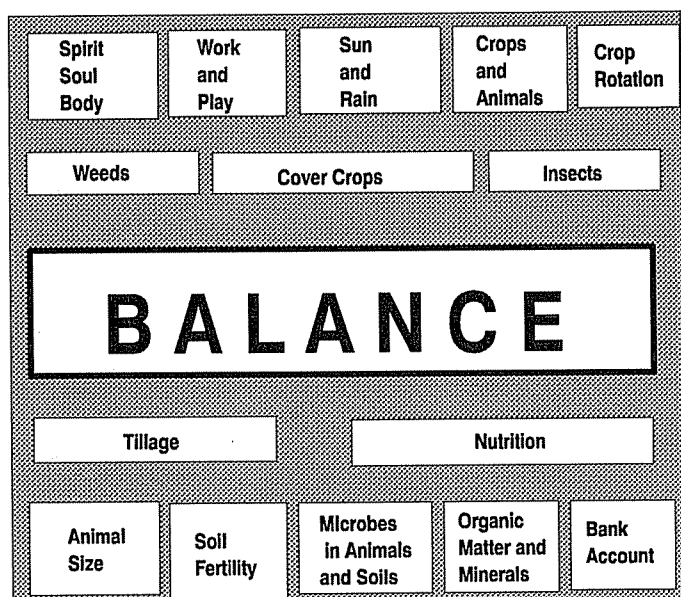 Spirit
Soul
Body
Work
and
Play
Sun
and
Rain
Crops
and
Animals
Crop
Rotation
Weeds
Cover Crops
Insects
BALANCE
Tillage
Nutrition
Animal
Size
Soil
Fertility
MIcrobes
in Animals
and Soils
Organic
Matter and
Minerals
Bank
Account